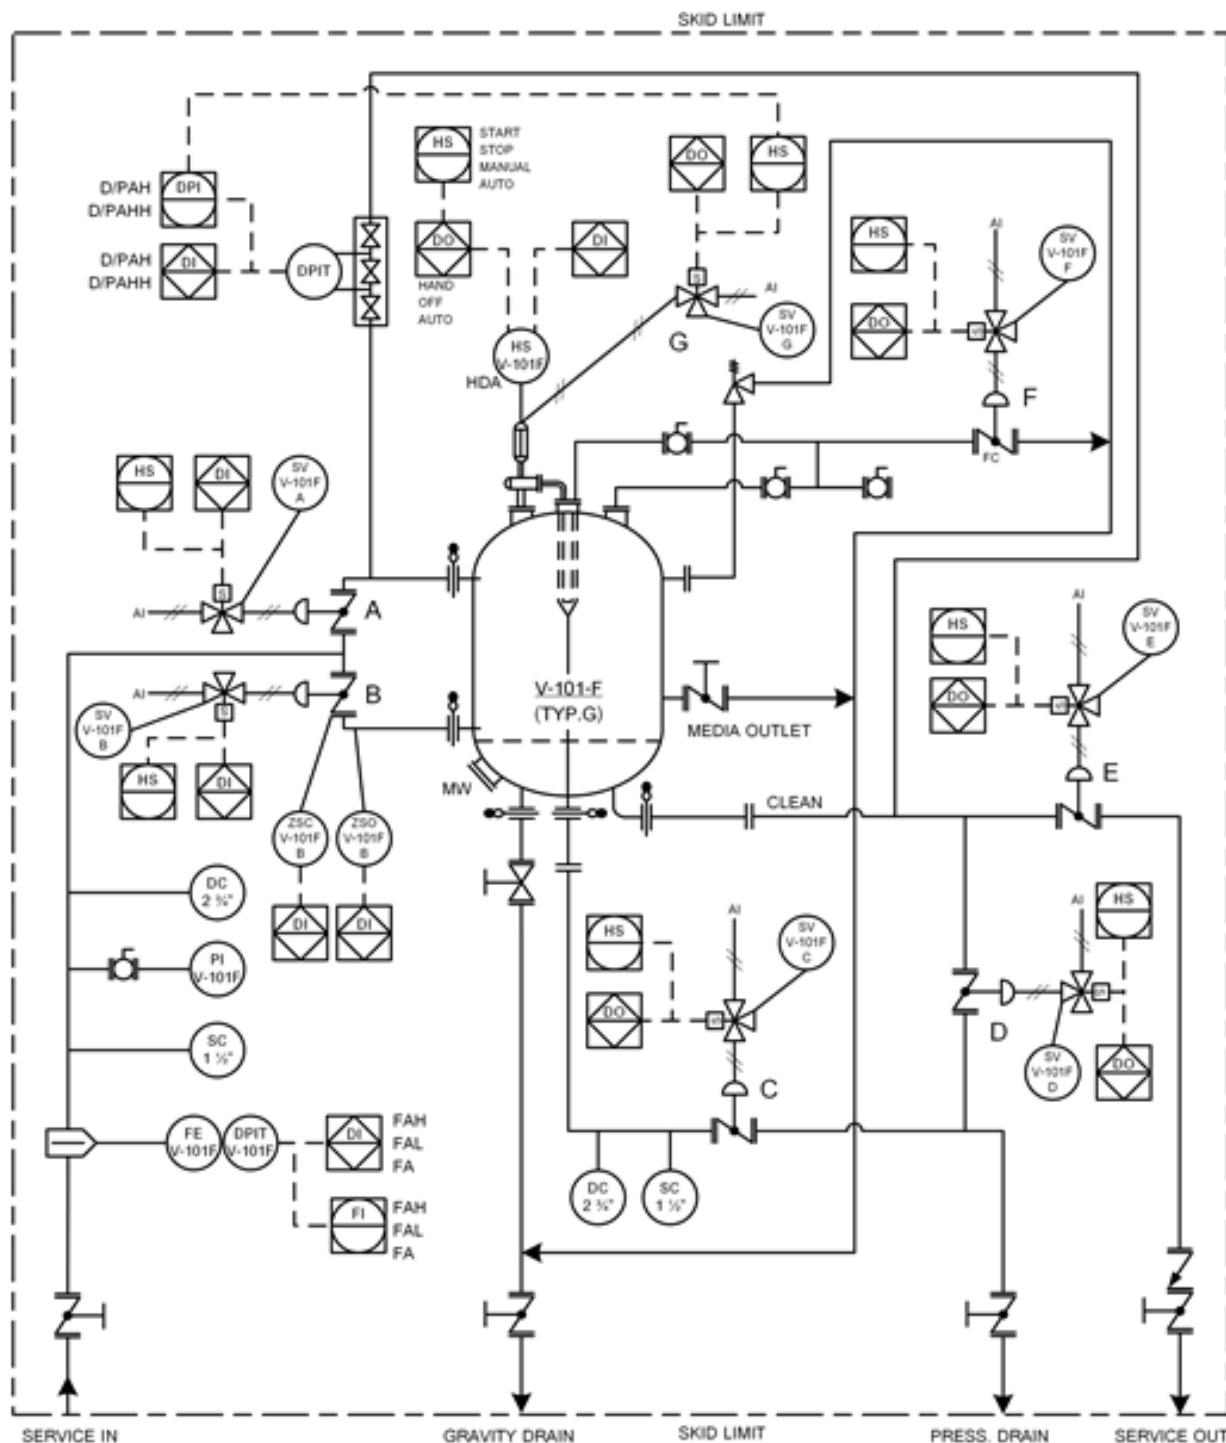 SKID LIMIT
HS
START
STOP
MANUAL
AUTO
DO
HS
D/PAH
D/PAHH
DPI
D/PAH
D/PAHH
DI
DPIT
DO
HAND
OFF
AUTO
DI
AI
G
SV
V-101F
G
HS
AI
SV
V-101F
F
DO
HS
V-101F
HDA
F
FC
HS
DI
SV
V-101F
A
S
AI
A
AI
B
S
SV
V-101F
B
HS
DI
V-101-F
(TYP.G)
MEDIA OUTLET
MW
CLEAN
HS
AI
SV
V-101F
E
DO
S
E
ZSC
V-101F
B
ZSO
V-101F
B
DI
DI
DC
2 ¾"
PI
V-101F
SC
1 ½"
HS
AI
SV
V-101F
C
DO
S
C
AI
HS
S
D
SV
V-101F
D
DO
FE
V-101F
DPIT
V-101F
DI
FAH
FAL
FA
FI
FAH
FAL
FA
DC
2 ¾"
SC
1 ½"
SERVICE IN
GRAVITY DRAIN
SKID LIMIT
PRESS. DRAIN
SERVICE OUT